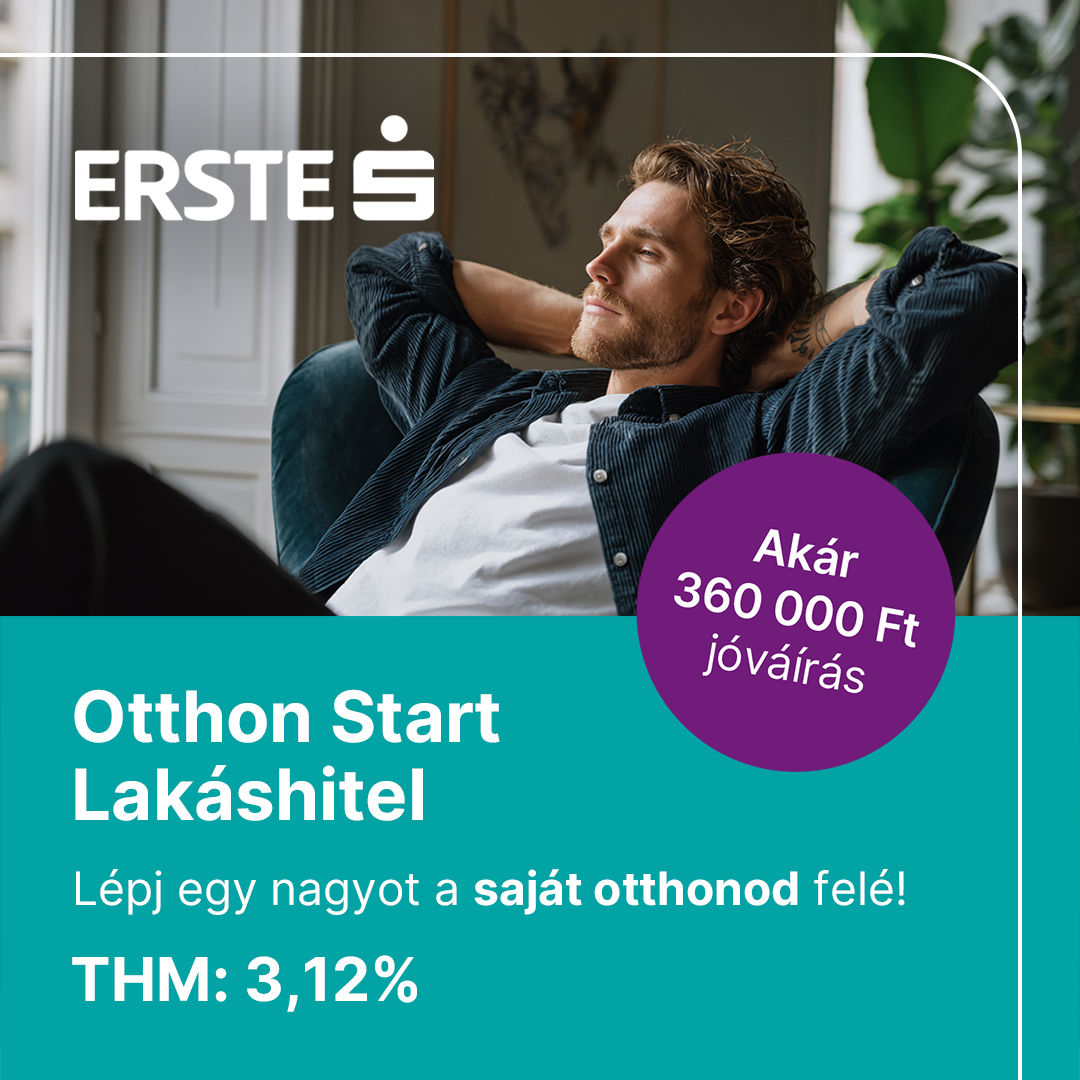 ERSTE
Akár
360 000 Ft
jóváírás
Otthon Start
Lakáshitel
Lépj egy nagyot a saját otthonod felé!
THM: 3,12%